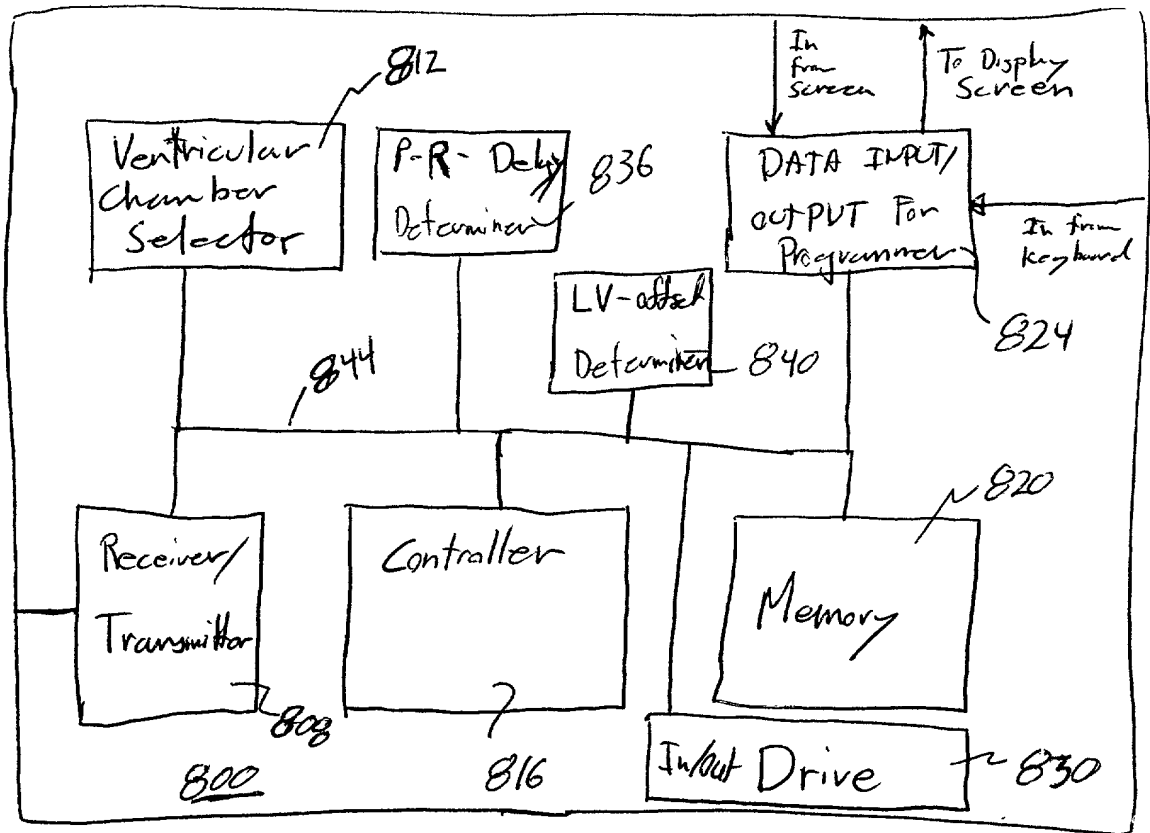 812
In
from
screen
To Display
Screen
Ventricular
Chamber
Selector
P-R-Delay
Determiner
836
DATA INPUT/
OUTPUT For
Programmer
In from
Keyboard
824
LV-offset
Determiner
840
844
820
Receiver/
Transmitter
808
Controller
816
Memory
In/out Drive
830
800